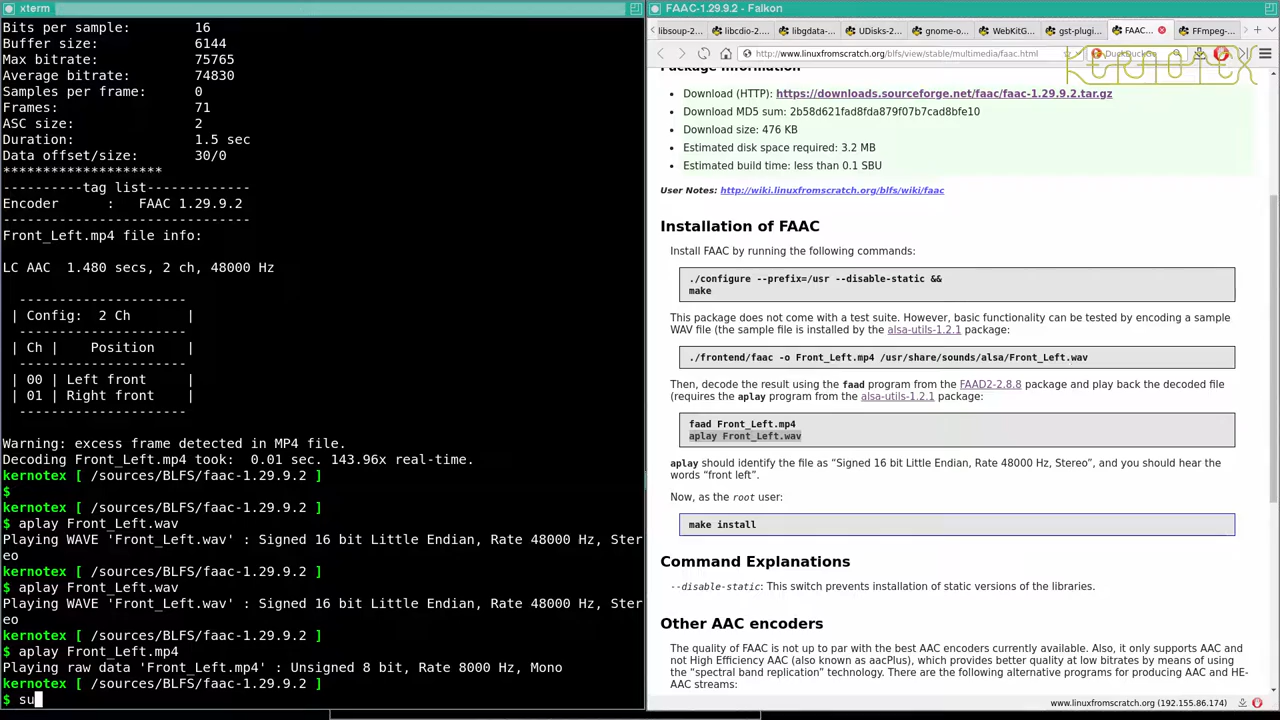 xterm
Bits per sample: 16
Buffer size: 6144
Max bitrate: 75765
Average bitrate: 74830
Samples per frame: 0
Frames: 71
ASC size: 2
Duration: 1.5 sec
Data offset/size: 30/0
********************
----------tag list-------------
Encoder : FAAC 1.29.9.2
-------------------------------
Front_Left.mp4 file info:
LC AAC 1.480 secs, 2 ch, 48000 Hz
---------------------
| Config: 2 Ch |
---------------------
| Ch | Position |
---------------------
| 00 | Left front |
| 01 | Right front |
---------------------
Warning: excess frame detected in MP4 file.
Decoding Front_Left.mp4 took: 0.01 sec. 143.96x real-time.
kernotex [ /sources/BLFS/faac-1.29.9.2 ]
$
kernotex [ /sources/BLFS/faac-1.29.9.2 ]
$ aplay Front_Left.wav
Playing WAVE 'Front_Left.wav' : Signed 16 bit Little Endian, Rate 48000 Hz, Ster
eo
kernotex [ /sources/BLFS/faac-1.29.9.2 ]
$ aplay Front_Left.wav
Playing WAVE 'Front_Left.wav' : Signed 16 bit Little Endian, Rate 48000 Hz, Ster
eo
kernotex [ /sources/BLFS/faac-1.29.9.2 ]
$ aplay Front_Left.mp4
Playing raw data 'Front_Left.mp4' : Unsigned 8 bit, Rate 8000 Hz, Mono
kernotex [ /sources/BLFS/faac-1.29.9.2 ]
$ su
FAAC-1.29.9.2 - Falkon
libsoup-2... libcdio-2... libgdata-... UDisks-2... gnome-o... WebKitG... gst-plugi... FAAC... FFmpeg-...
http://www.linuxfromscratch.org/blfs/view/stable/multimedia/faac.html DuckDuckGo
KERNOTEX
Package Information
• Download (HTTP): https://downloads.sourceforge.net/faac/faac-1.29.9.2.tar.gz
• Download MD5 sum: 2b58d621fad8fda879f07b7cad8bfe10
• Download size: 476 KB
• Estimated disk space required: 3.2 MB
• Estimated build time: less than 0.1 SBU
User Notes: http://wiki.linuxfromscratch.org/blfs/wiki/faac
Installation of FAAC
Install FAAC by running the following commands:
./configure --prefix=/usr --disable-static &&
make
This package does not come with a test suite. However, basic functionality can be tested by encoding a sample
WAV file (the sample file is installed by the alsa-utils-1.2.1 package:
./frontend/faac -o Front_Left.mp4 /usr/share/sounds/alsa/Front_Left.wav
Then, decode the result using the faad program from the FAAD2-2.8.8 package and play back the decoded file
(requires the aplay program from the alsa-utils-1.2.1 package:
faad Front_Left.mp4
aplay Front_Left.wav
aplay should identify the file as “Signed 16 bit Little Endian, Rate 48000 Hz, Stereo”, and you should hear the
words “front left”.
Now, as the root user:
make install
Command Explanations
--disable-static: This switch prevents installation of static versions of the libraries.
Other AAC encoders
The quality of FAAC is not up to par with the best AAC encoders currently available. Also, it only supports AAC and
not High Efficiency AAC (also known as aacPlus), which provides better quality at low bitrates by means of using
the “spectral band replication” technology. There are the following alternative programs for producing AAC and HE-
AAC streams:
www.linuxfromscratch.org (192.155.86.174)